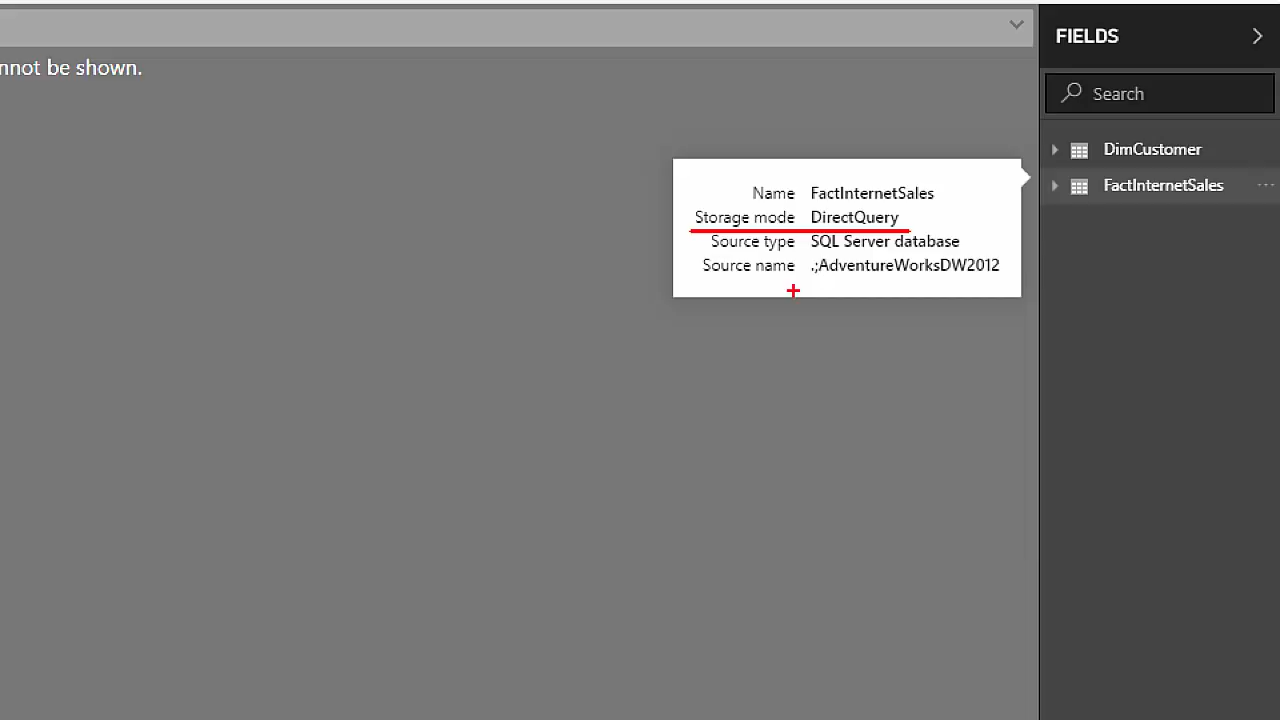 FIELDS
nnot be shown.
Search
DimCustomer
FactInternetSales
Name FactInternetSales
Storage mode DirectQuery
Source type SQL Server database
Source name .;AdventureWorksDW2012